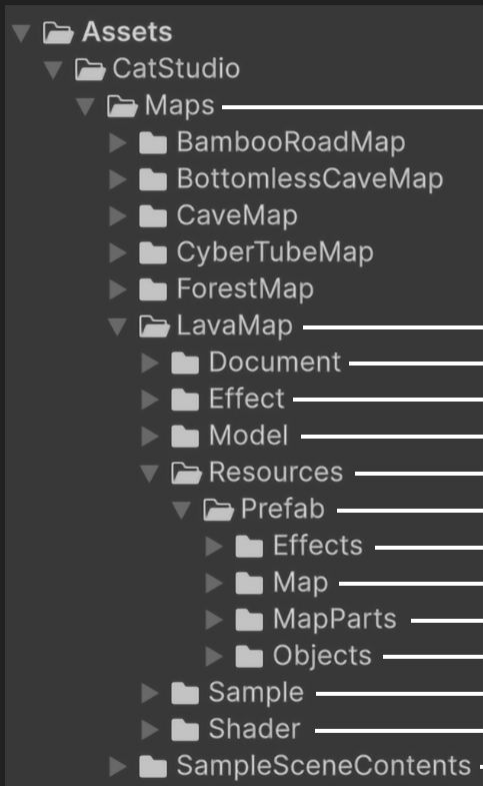 Assets
CatStudio
Maps
BambooRoadMap
BottomlessCaveMap
CaveMap
CyberTubeMap
ForestMap
LavaMap
Document
Effect
Model
Resources
Prefab
Effects
Map
MapParts
Objects
Sample
Shader
SampleSceneContents